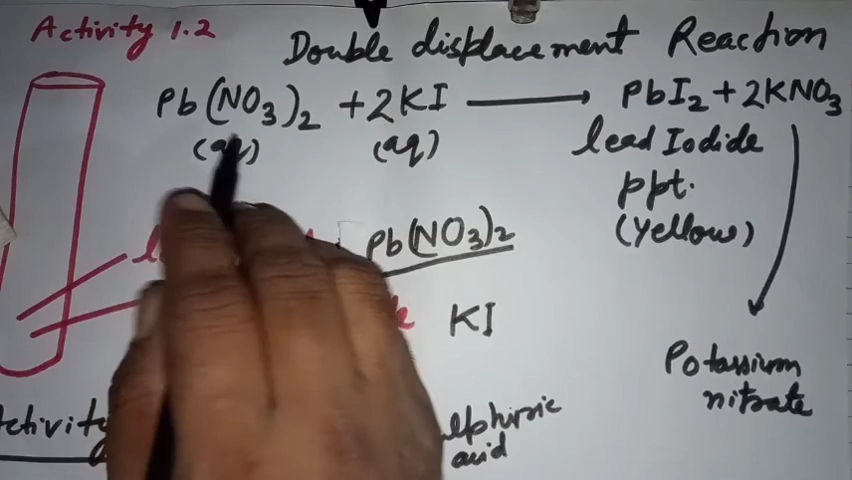 Activity 1.2
Double displacement Reaction
Pb(NO3)2 + 2KI → PbI2 + 2KNO3
(aq) (aq)
lead Iodide
ppt.
(Yellow)
Pb(NO3)2
KI
Potassium
nitrate
acid